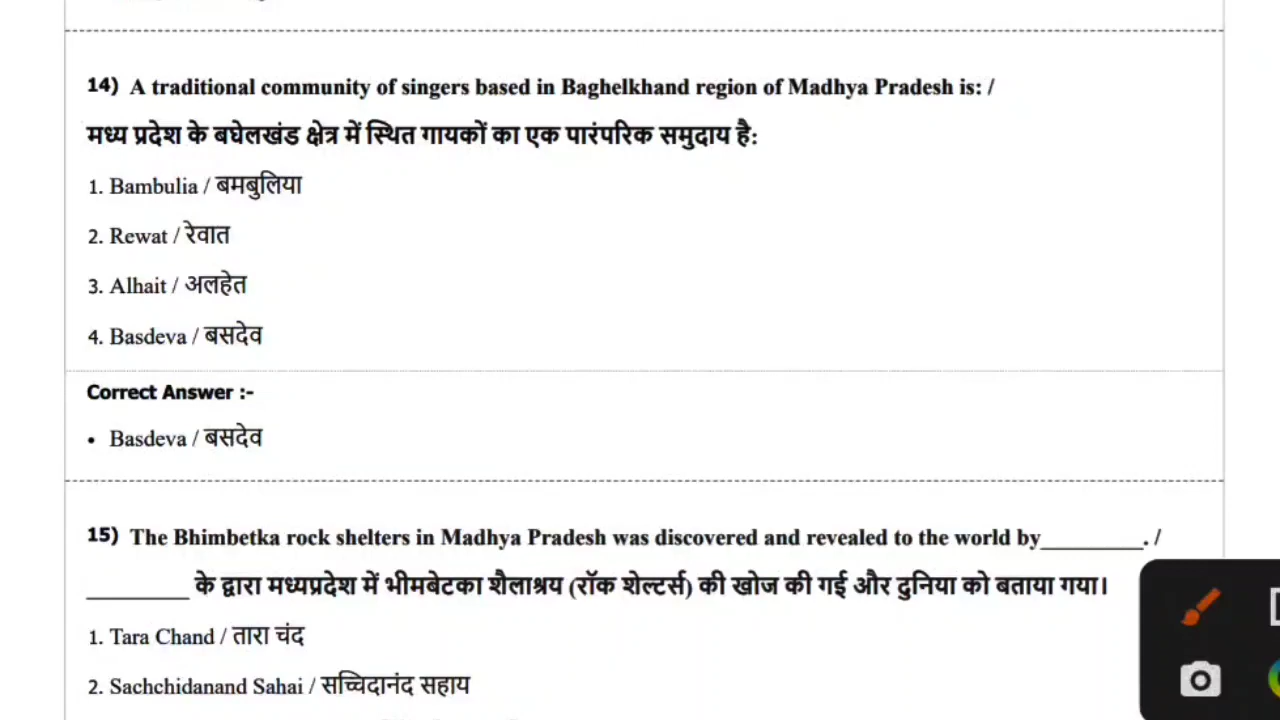 14) A traditional community of singers based in Baghelkhand region of Madhya Pradesh is: /
मध्य प्रदेश के बघेलखंड क्षेत्र में स्थित गायकों का एक पारंपरिक समुदाय है:
1. Bambulia / बमबुलिया
2. Rewat / रेवात
3. Alhait / अलहेत
4. Basdeva / बसदेव
Correct Answer :-
• Basdeva / बसदेव
15) The Bhimbetka rock shelters in Madhya Pradesh was discovered and revealed to the world by_________. /
_________ के द्वारा मध्यप्रदेश में भीमबेटका शैलाश्रय (रॉक शेल्टर्स) की खोज की गई और दुनिया को बताया गया।
1. Tara Chand / तारा चंद
2. Sachchidanand Sahai / सच्चिदानंद सहाय